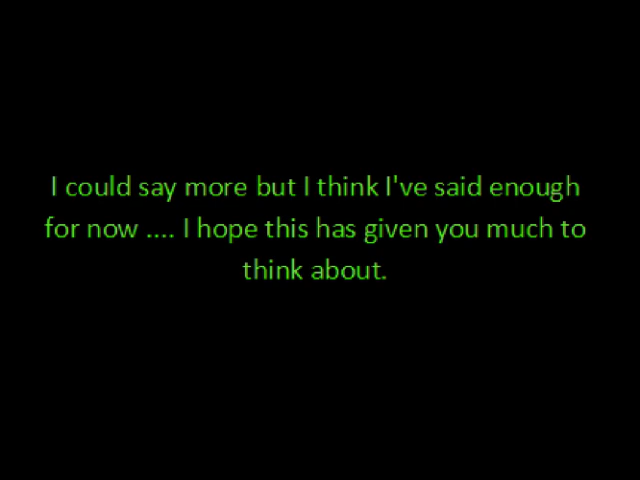 I could say more but I think I've said enough
for now .... I hope this has given you much to
think about.